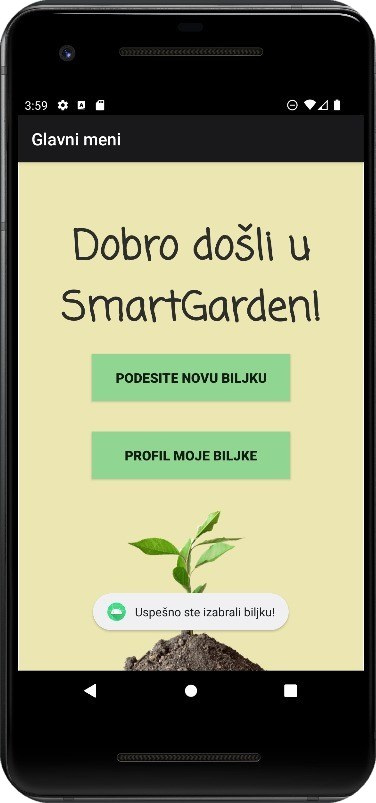 3:59
Glavni meni
Dobro došli u
SmartGarden!
PODESITE NOVU BILJKU
PROFIL MOJE BILJKE
Uspešno ste izabrali biljku!